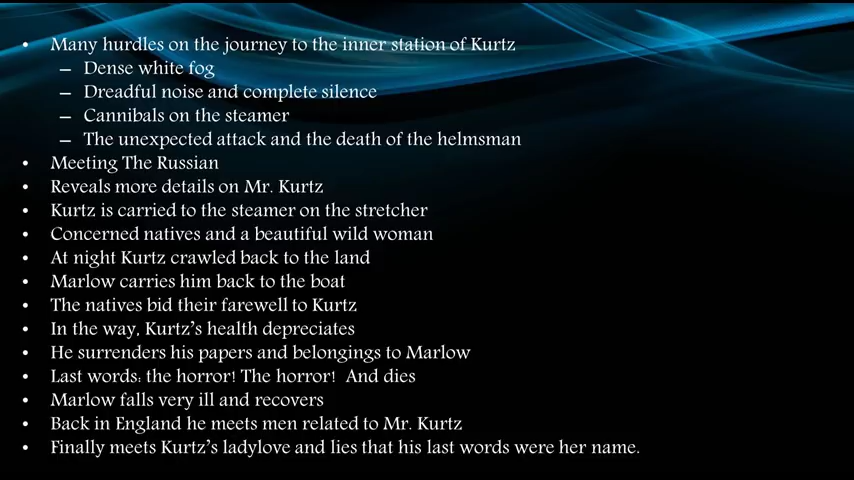 • Many hurdles on the journey to the inner station of Kurtz
– Dense white fog
– Dreadful noise and complete silence
– Cannibals on the steamer
– The unexpected attack and the death of the helmsman
• Meeting The Russian
• Reveals more details on Mr. Kurtz
• Kurtz is carried to the steamer on the stretcher
• Concerned natives and a beautiful wild woman
• At night Kurtz crawled back to the land
• Marlow carries him back to the boat
• The natives bid their farewell to Kurtz
• In the way, Kurtz’s health depreciates
• He surrenders his papers and belongings to Marlow
• Last words: the horror! The horror!  And dies
• Marlow falls very ill and recovers
• Back in England he meets men related to Mr. Kurtz
• Finally meets Kurtz’s ladylove and lies that his last words were her name.